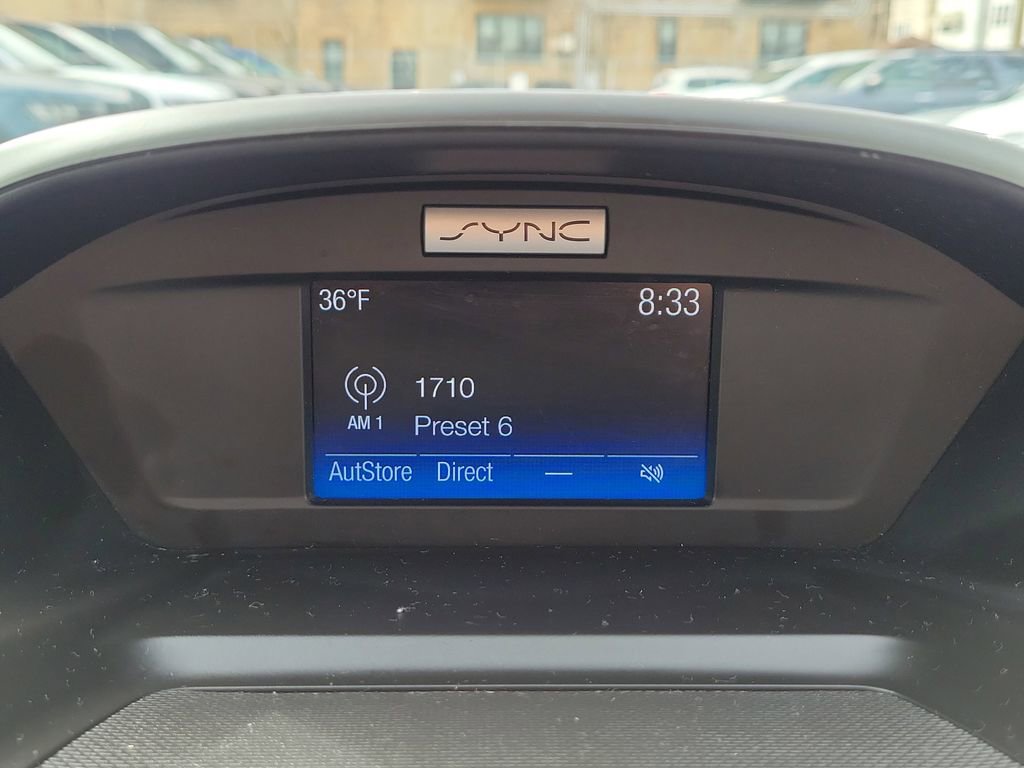 SYNC
36°F 8:33
1710
AM 1 Preset 6
AutStore Direct —